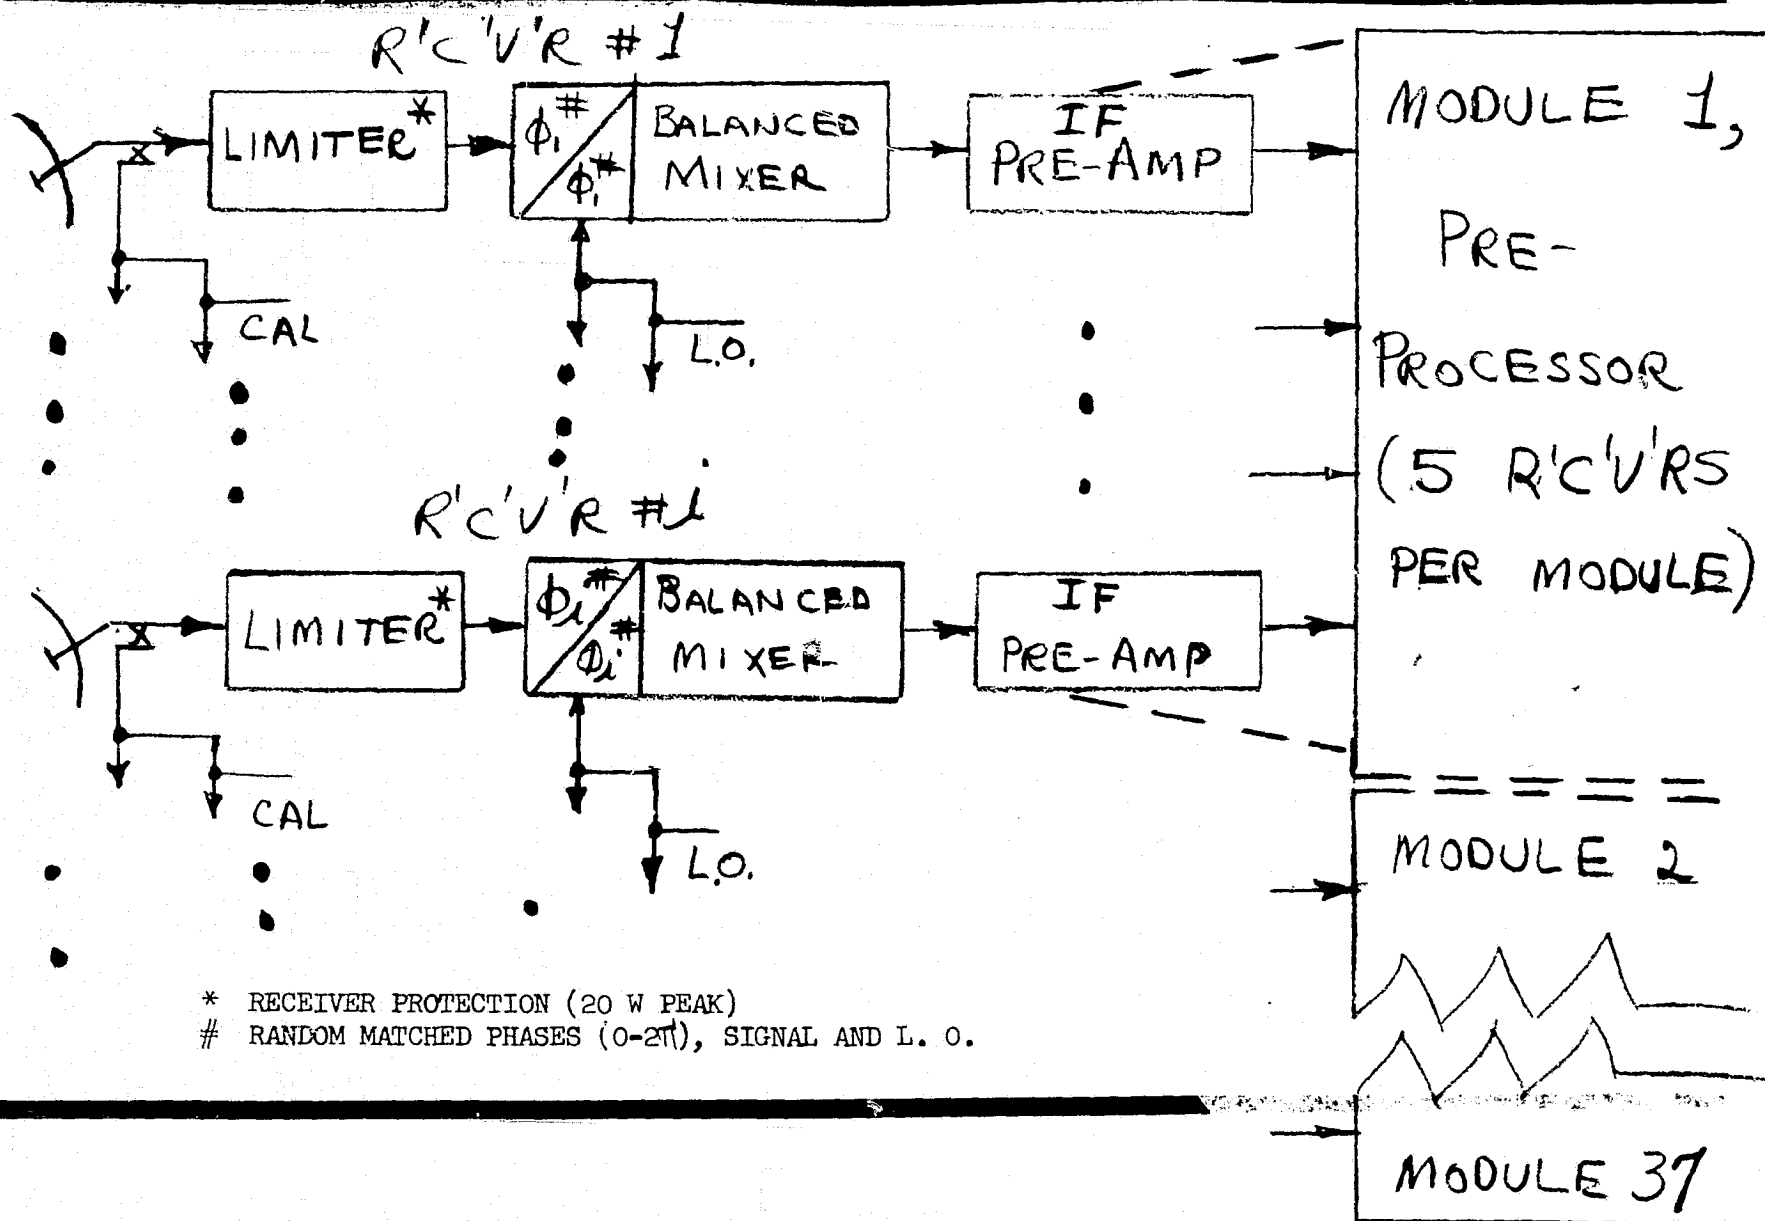 R'C'V'R #1
LIMITER*
ϕ₁#
ϕ₁#
BALANCED
MIXER
IF
PRE-AMP
CAL
L.O.
MODULE 1,
PRE-
PROCESSOR
(5 R'C'V'RS
PER MODULE)
R'C'V'R #i
LIMITER*
ϕᵢ#
ϕᵢ#
BALANCED
MIXER
IF
PRE-AMP
CAL
L.O.
MODULE 2
* RECEIVER PROTECTION (20 W PEAK)
# RANDOM MATCHED PHASES (0-2π), SIGNAL AND L. O.
MODULE 37